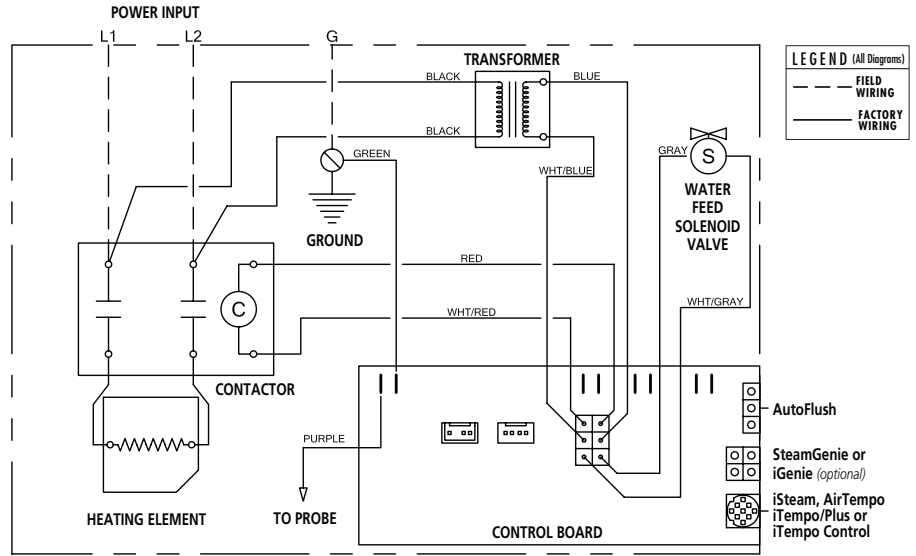 POWER INPUT
L1
L2
G
TRANSFORMER
BLACK
BLUE
BLACK
GREEN
WHT/BLUE
GRAY
S
WATER
FEED
SOLENOID
VALVE
GROUND
RED
WHT/GRAY
C
WHT/RED
CONTACTOR
PURPLE
TO PROBE
HEATING ELEMENT
CONTROL BOARD
AutoFlush
SteamGenie or
iGenie (optional)
iSteam, AirTempo
iTempo/Plus or
iTempo Control
LEGEND (All Diagrams)
FIELD
WIRING
FACTORY
WIRING